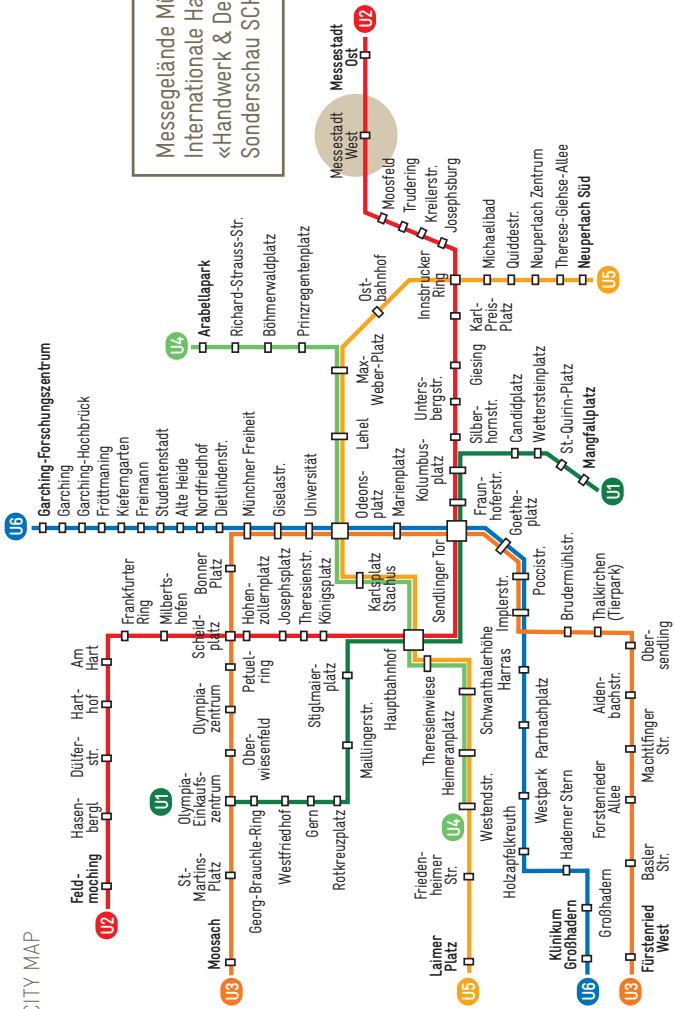 CITY MAP
Messegelände Mü
Internationale Ha
«Handwerk & De
Sonderschau SCH
U2
Feld-
moching
Hasen-
bergl
Dülfer-
str.
Hart-
hof
Am
Hart
Frankfurter
Ring
Milberts-
hofen
Scheid-
platz
Hohen-
zollernplatz
Josephsplatz
Theresienstr.
Königsplatz
Hauptbahnhof
Sendlinger Tor
Kolumbus-
platz
Silber-
hornstr.
Unters-
bergstr.
Giesing
Karl-
Preis-
Platz
Innsbrucker
Ring
Josephsburg
Kreilerstr.
Trudering
Moosfeld
Messestadt
West
Messestadt
Ost
U2
U3
Moosach
St-
Martins-
Platz
Olympia-
Einkaufs-
zentrum
Ober-
wiesenfeld
Olympia-
zentrum
Petuel-
ring
Bonner
Platz
U1
Georg-Brauchle-Ring
Westfriedhof
Gern
Rotkreuzplatz
Maillingerstr.
Stiglmaier-
platz
U6
Garching-Forschungszentrum
Garching
Garching-Hochbrück
Fröttmaning
Kieferngarten
Freimann
Studentenstadt
Alte Heide
Nordfriedhof
Dietlindenstr.
Münchner Freiheit
Giselastr.
Universität
Odeons-
platz
Marienplatz
U4
Arabellapark
Richard-Strauss-Str.
Böhmerwaldplatz
Prinzregentenplatz
Max-
Weber-Platz
Lehel
Karlsplatz
Stachus
Ost-
bahnhof
Michaelibad
Quiddestr.
Neuperlach Zentrum
Therese-Giehse-Allee
Neuperlach Süd
U5
Fraun-
hoferstr.
Candidplatz
Wettersteinplatz
St-Quirin-Platz
Mangfallplatz
U1
Goethe-
platz
Poccistr.
Implerstr.
Harras
Partnachplatz
Westpark
Holzapfelkreuth
Haderner Stern
Großhadern
Klinikum
Großhadern
U6
Theresienwiese
Schwanthalerhöhe
Heimeranplatz
Westendstr.
U4
Frieden-
heimer
Str.
Laimer
Platz
U5
Brudermühlstr.
Thalkirchen
(Tierpark)
Ober-
sendling
Aiden-
bachstr.
Machtlfinger
Str.
Forstenrieder
Allee
Basler
Str.
Fürstenried
West
U3